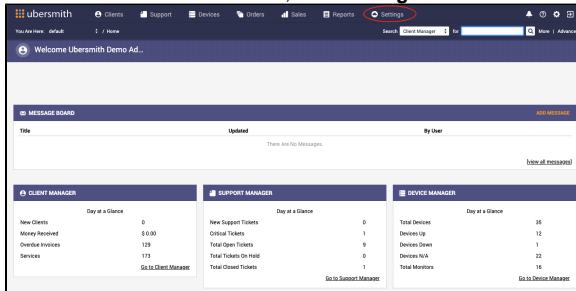 ubersmith Clients Support Devices Orders Sales Reports Settings
You Are Here: default / Home Search Client Manager for More | Advance
Welcome Ubersmith Demo Ad...
MESSAGE BOARD ADD MESSAGE
Title Updated By User
There Are No Messages.
[view all messages]
CLIENT MANAGER
Day at a Glance
New Clients 0
Money Received $ 0.00
Overdue Invoices 129
Services 173
Go to Client Manager
SUPPORT MANAGER
Day at a Glance
New Support Tickets 0
Critical Tickets 1
Total Open Tickets 9
Total Tickets On Hold 0
Total Closed Tickets 1
Go to Support Manager
DEVICE MANAGER
Day at a Glance
Total Devices 35
Devices Up 12
Devices Down 1
Devices N/A 22
Total Monitors 16
Go to Device Manager